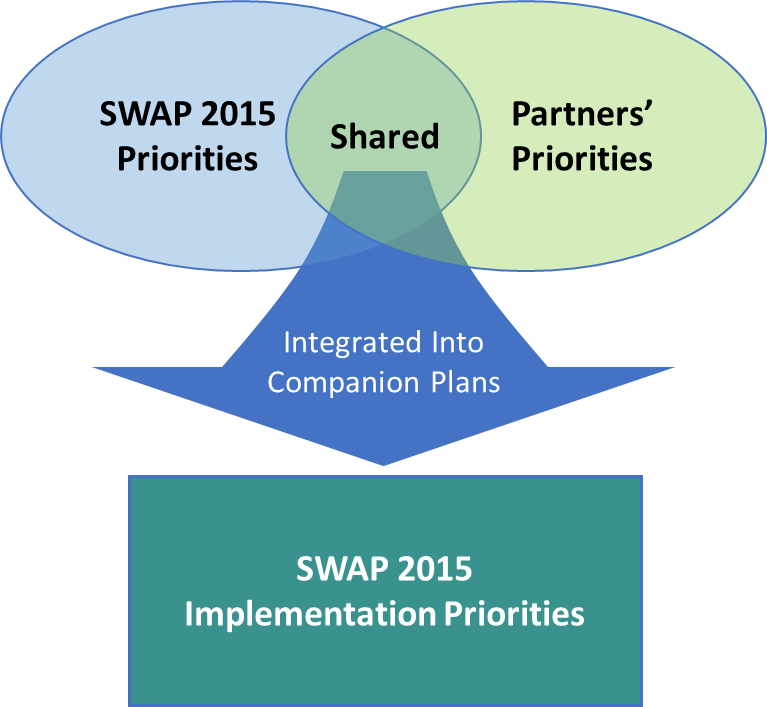 SWAP 2015
Priorities
Shared
Partners’
Priorities
Integrated Into
Companion Plans
SWAP 2015
Implementation Priorities